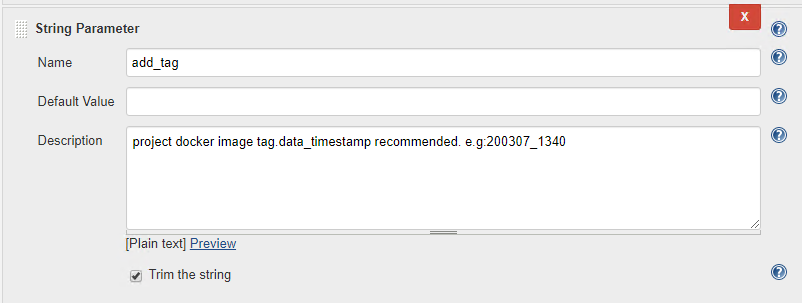 String Parameter
X
Name
add_tag
Default Value
Description
project docker image tag.data_timestamp recommended. e.g:200307_1340
[Plain text] Preview
Trim the string